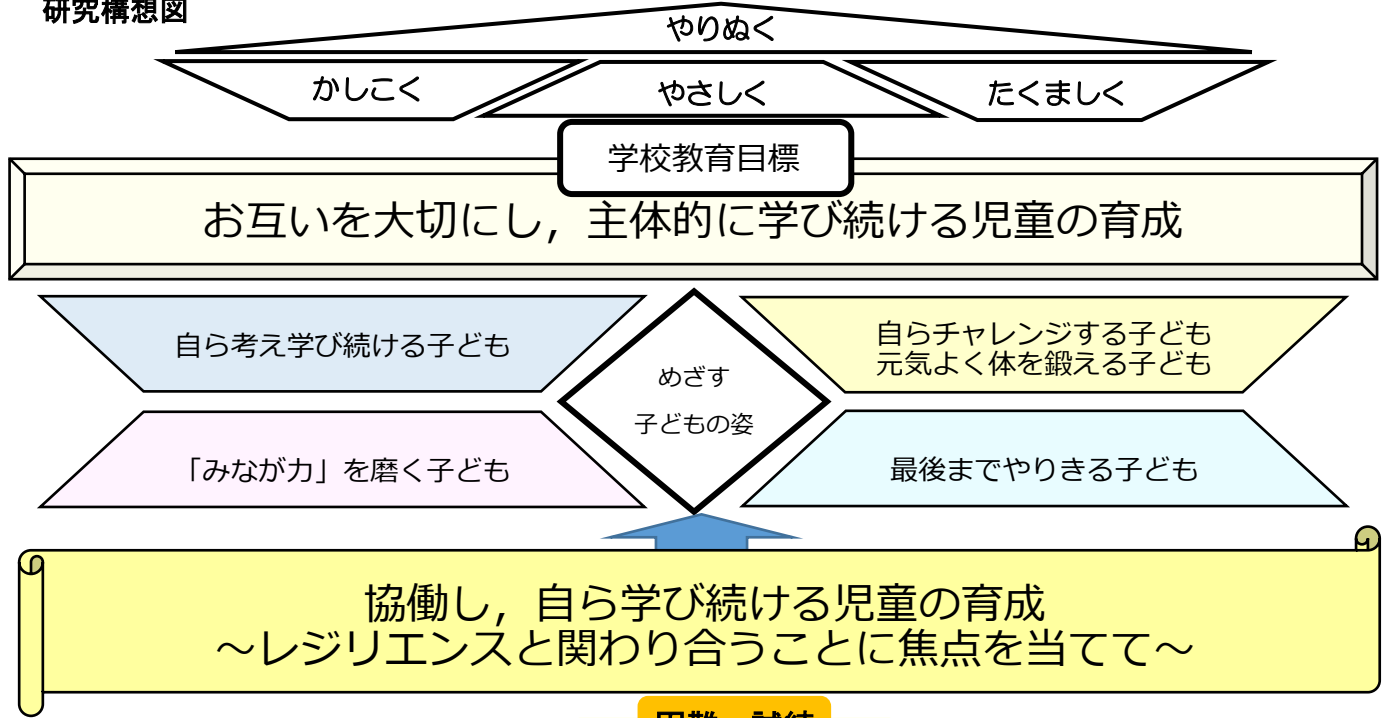 研究構想図
やりぬく
かしこく
やさしく
たくましく
学校教育目標
お互いを大切にし，主体的に学び続ける児童の育成
自ら考え学び続ける子ども
自らチャレンジする子ども
元気よく体を鍛える子ども
めざす
子どもの姿
「みなが力」を磨く子ども
最後までやりきる子ども
協働し，自ら学び続ける児童の育成
～レジリエンスと関わり合うことに焦点を当てて～